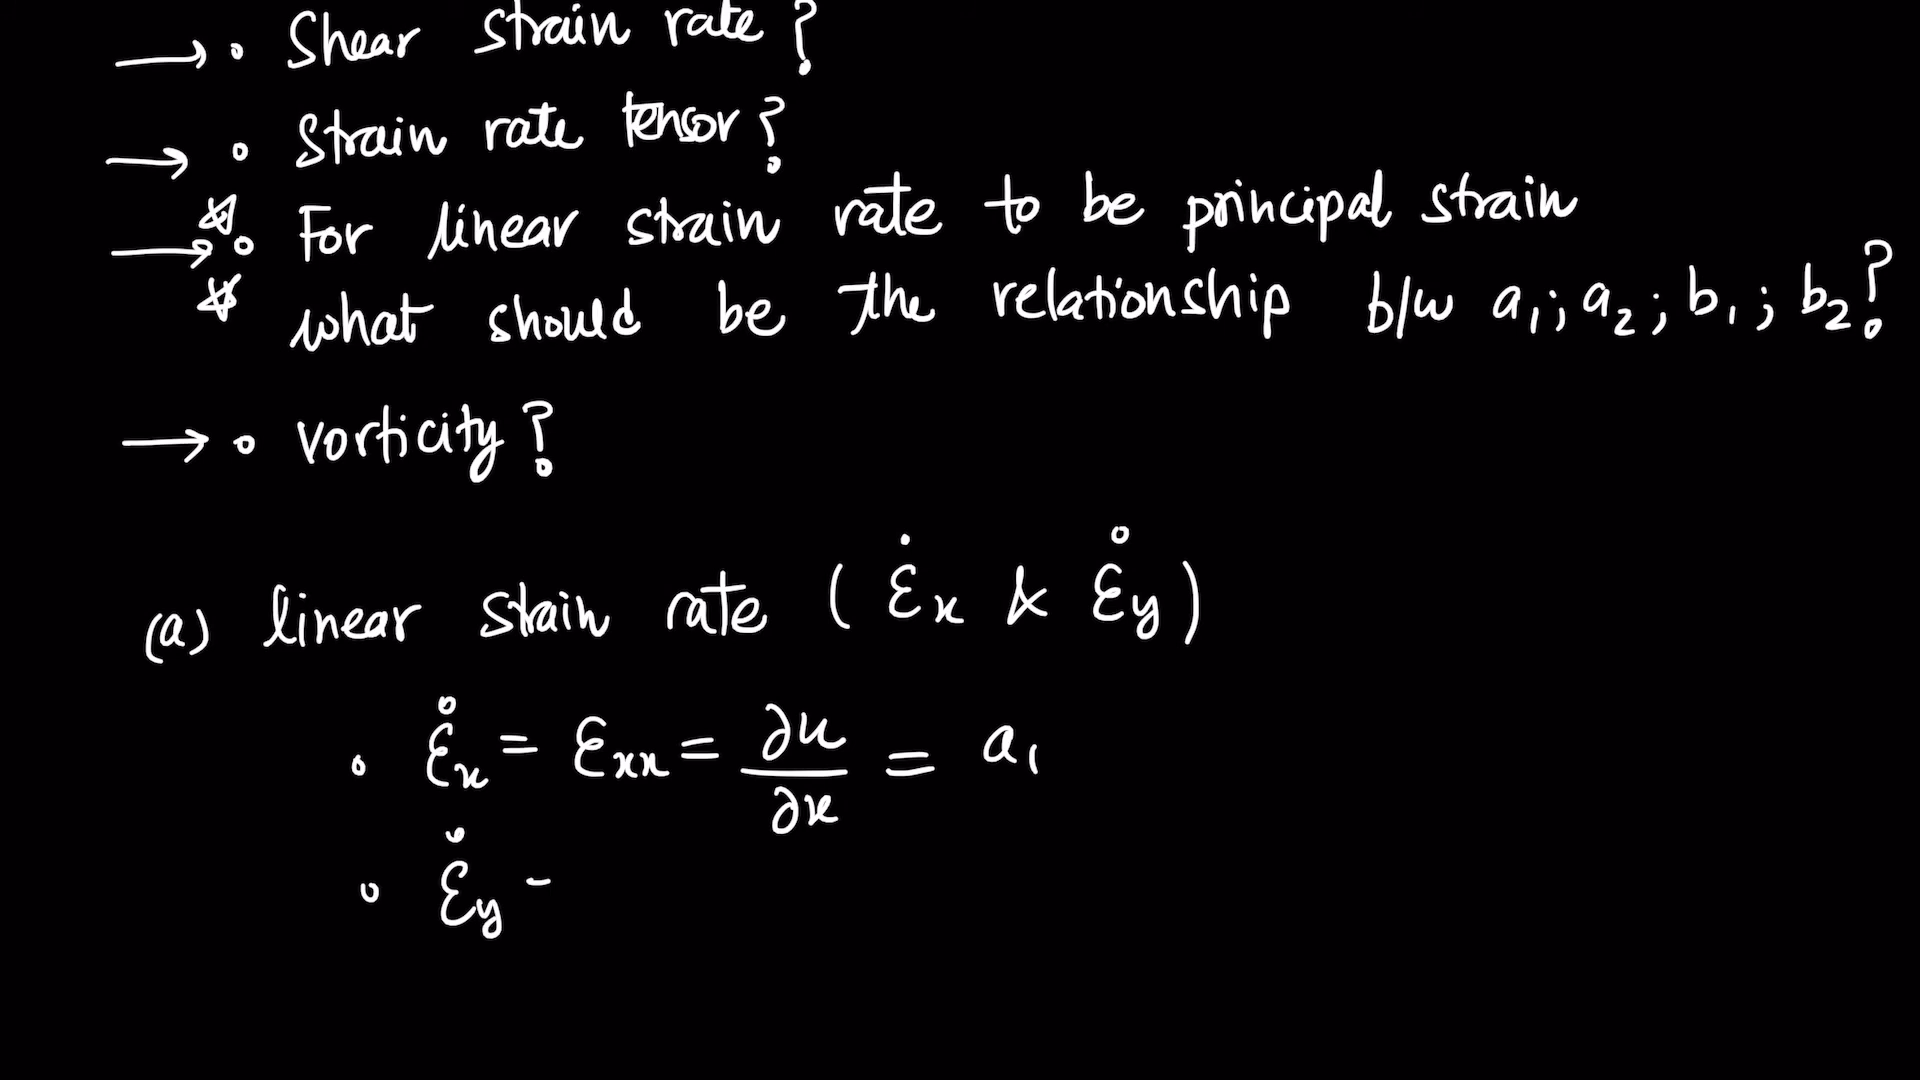 → • Shear strain rate?
→ • Strain rate tensor?
→ • For linear strain rate to be principal strain
what should be the relationship b/w a₁; a₂; b₁; b₂?
→ • vorticity?
(a) linear strain rate (ε̇x & ε̇y)
• ε̇x = εxx = ∂u/∂x = a₁
• ε̇y -